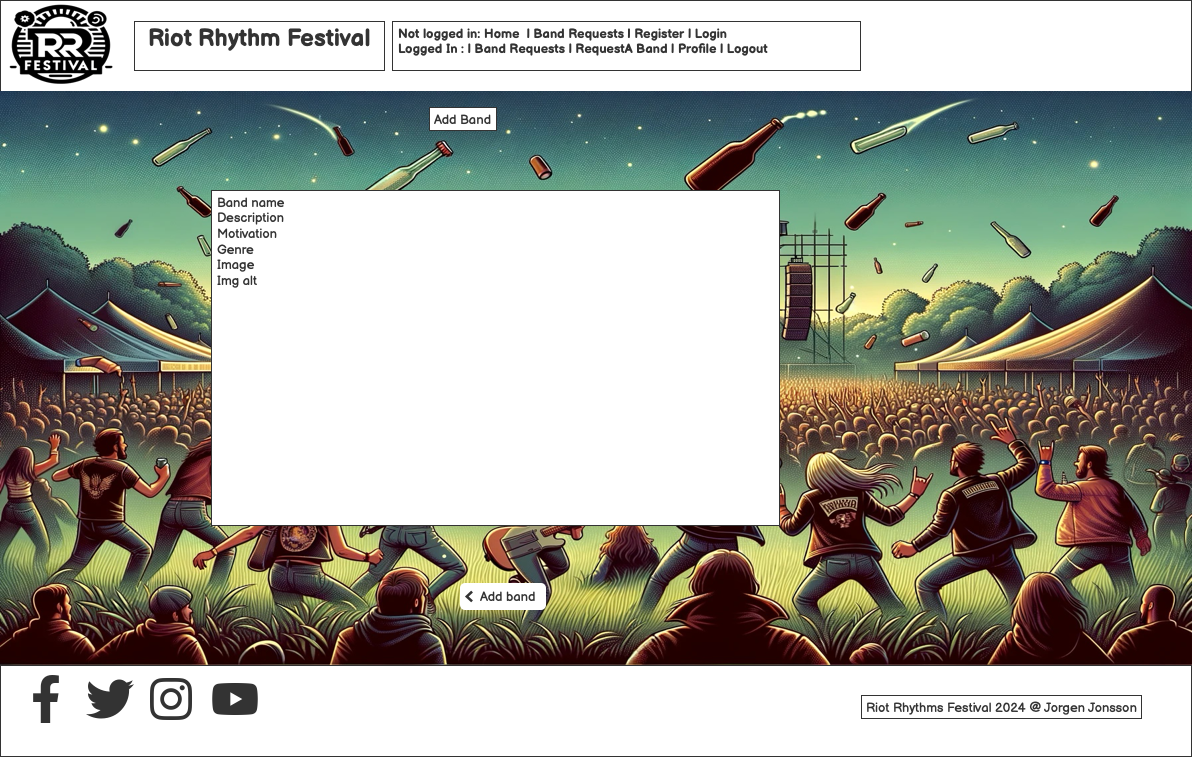 RR
FESTIVAL
Riot Rhythm Festival
Not logged in: Home | Band Requests | Register | Login
Logged In : | Band Requests | RequestA Band | Profile | Logout
Add Band
Band name
Description
Motivation
Genre
Image
Img alt
Add band
Riot Rhythms Festival 2024 @ Jorgen Jonsson